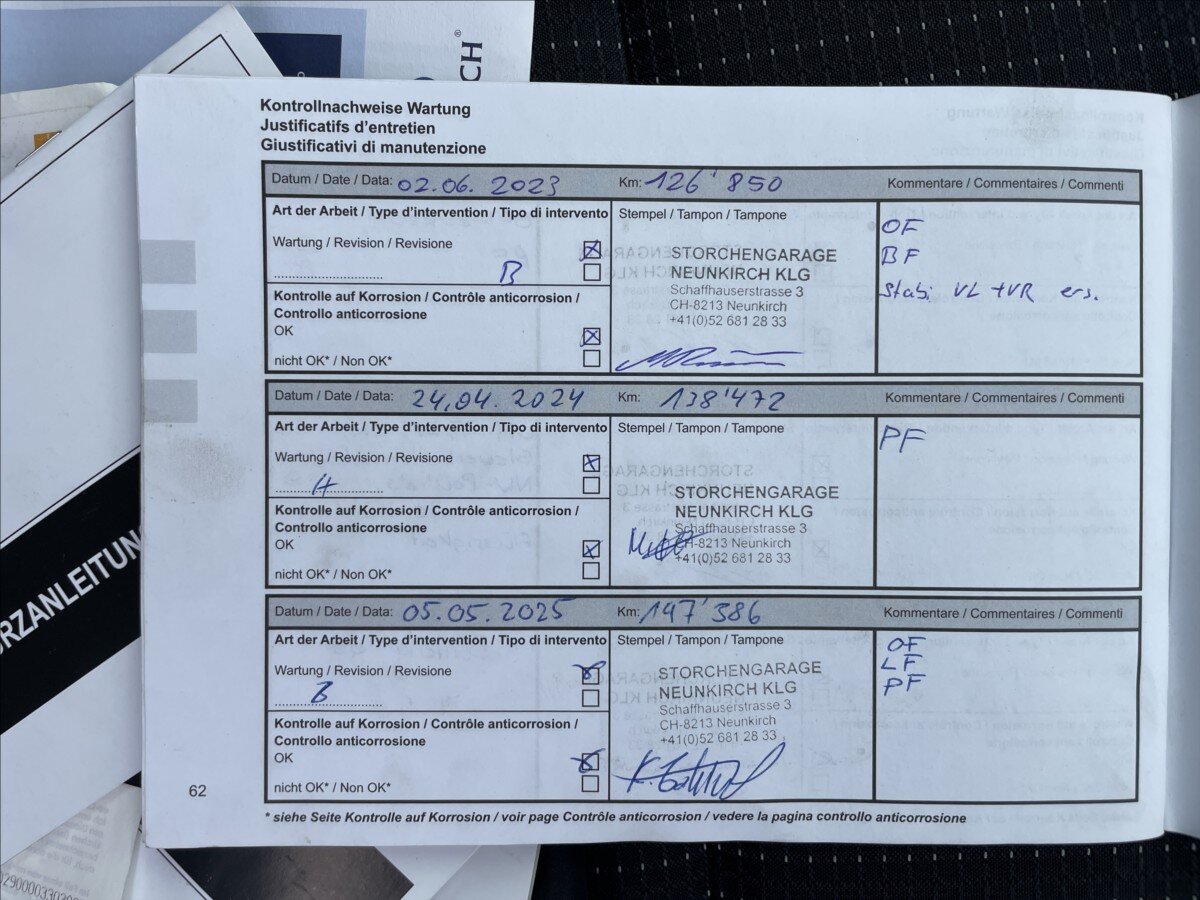 CH®
RZANLEITUN
Kontrollnachweise Wartung
Justificatifs d'entretien
Giustificativi di manutenzione
Datum / Date / Data: 02.06. 2023 Km: 126'850 Kommentare / Commentaires / Commenti
Art der Arbeit / Type d'intervention / Tipo di intervento Stempel / Tampon / Tampone
Wartung / Revision / Revisione
B
Kontrolle auf Korrosion / Contrôle anticorrosion /
Controllo anticorrosione
OK
nicht OK* / Non OK*
STORCHENGARAGE
NEUNKIRCH KLG
Schaffhauserstrasse 3
CH-8213 Neunkirch
+41(0)52 681 28 33
OF
BF
Stabi VL + VR ers.
Datum / Date / Data: 24.04. 2024 Km: 138'472 Kommentare / Commentaires / Commenti
Art der Arbeit / Type d'intervention / Tipo di intervento Stempel / Tampon / Tampone
Wartung / Revision / Revisione
A
Kontrolle auf Korrosion / Contrôle anticorrosion /
Controllo anticorrosione
OK
nicht OK* / Non OK*
STORCHENGARAGE
NEUNKIRCH KLG
Schaffhauserstrasse 3
CH-8213 Neunkirch
+41(0)52 681 28 33
PF
Datum / Date / Data: 05.05. 2025 Km: 147'386 Kommentare / Commentaires / Commenti
Art der Arbeit / Type d'intervention / Tipo di intervento Stempel / Tampon / Tampone
Wartung / Revision / Revisione
B
Kontrolle auf Korrosion / Contrôle anticorrosion /
Controllo anticorrosione
OK
nicht OK* / Non OK*
STORCHENGARAGE
NEUNKIRCH KLG
Schaffhauserstrasse 3
CH-8213 Neunkirch
+41(0)52 681 28 33
OF
LF
PF
62
* siehe Seite Kontrolle auf Korrosion / voir page Contrôle anticorrosion / vedere la pagina controllo anticorrosione